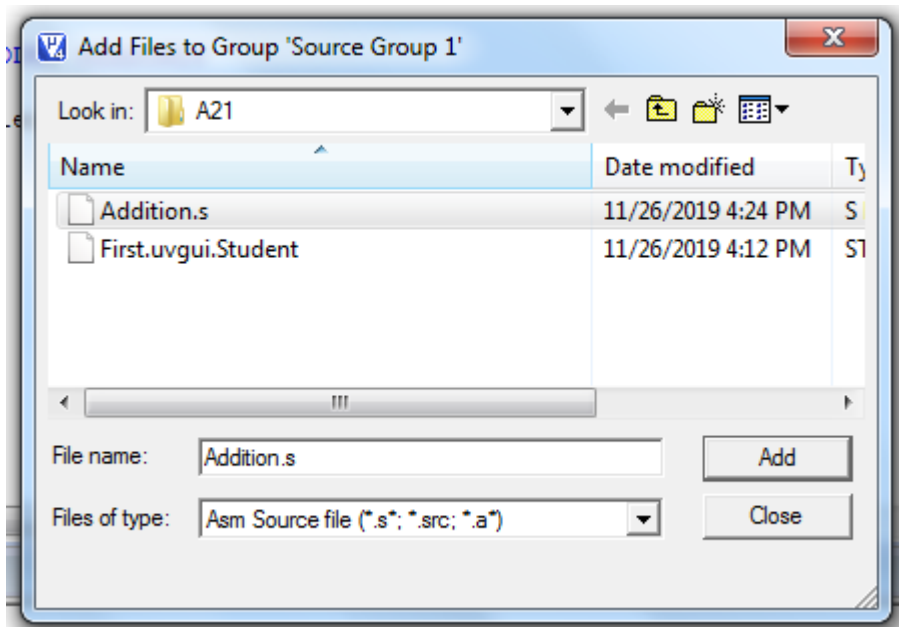 Add Files to Group 'Source Group 1'
Look in: A21
Name Date modified
Addition.s 11/26/2019 4:24 PM S
First.uvgui.Student 11/26/2019 4:12 PM ST
File name: Addition.s Add
Files of type: Asm Source file (*.s*; *.src; *.a*) Close